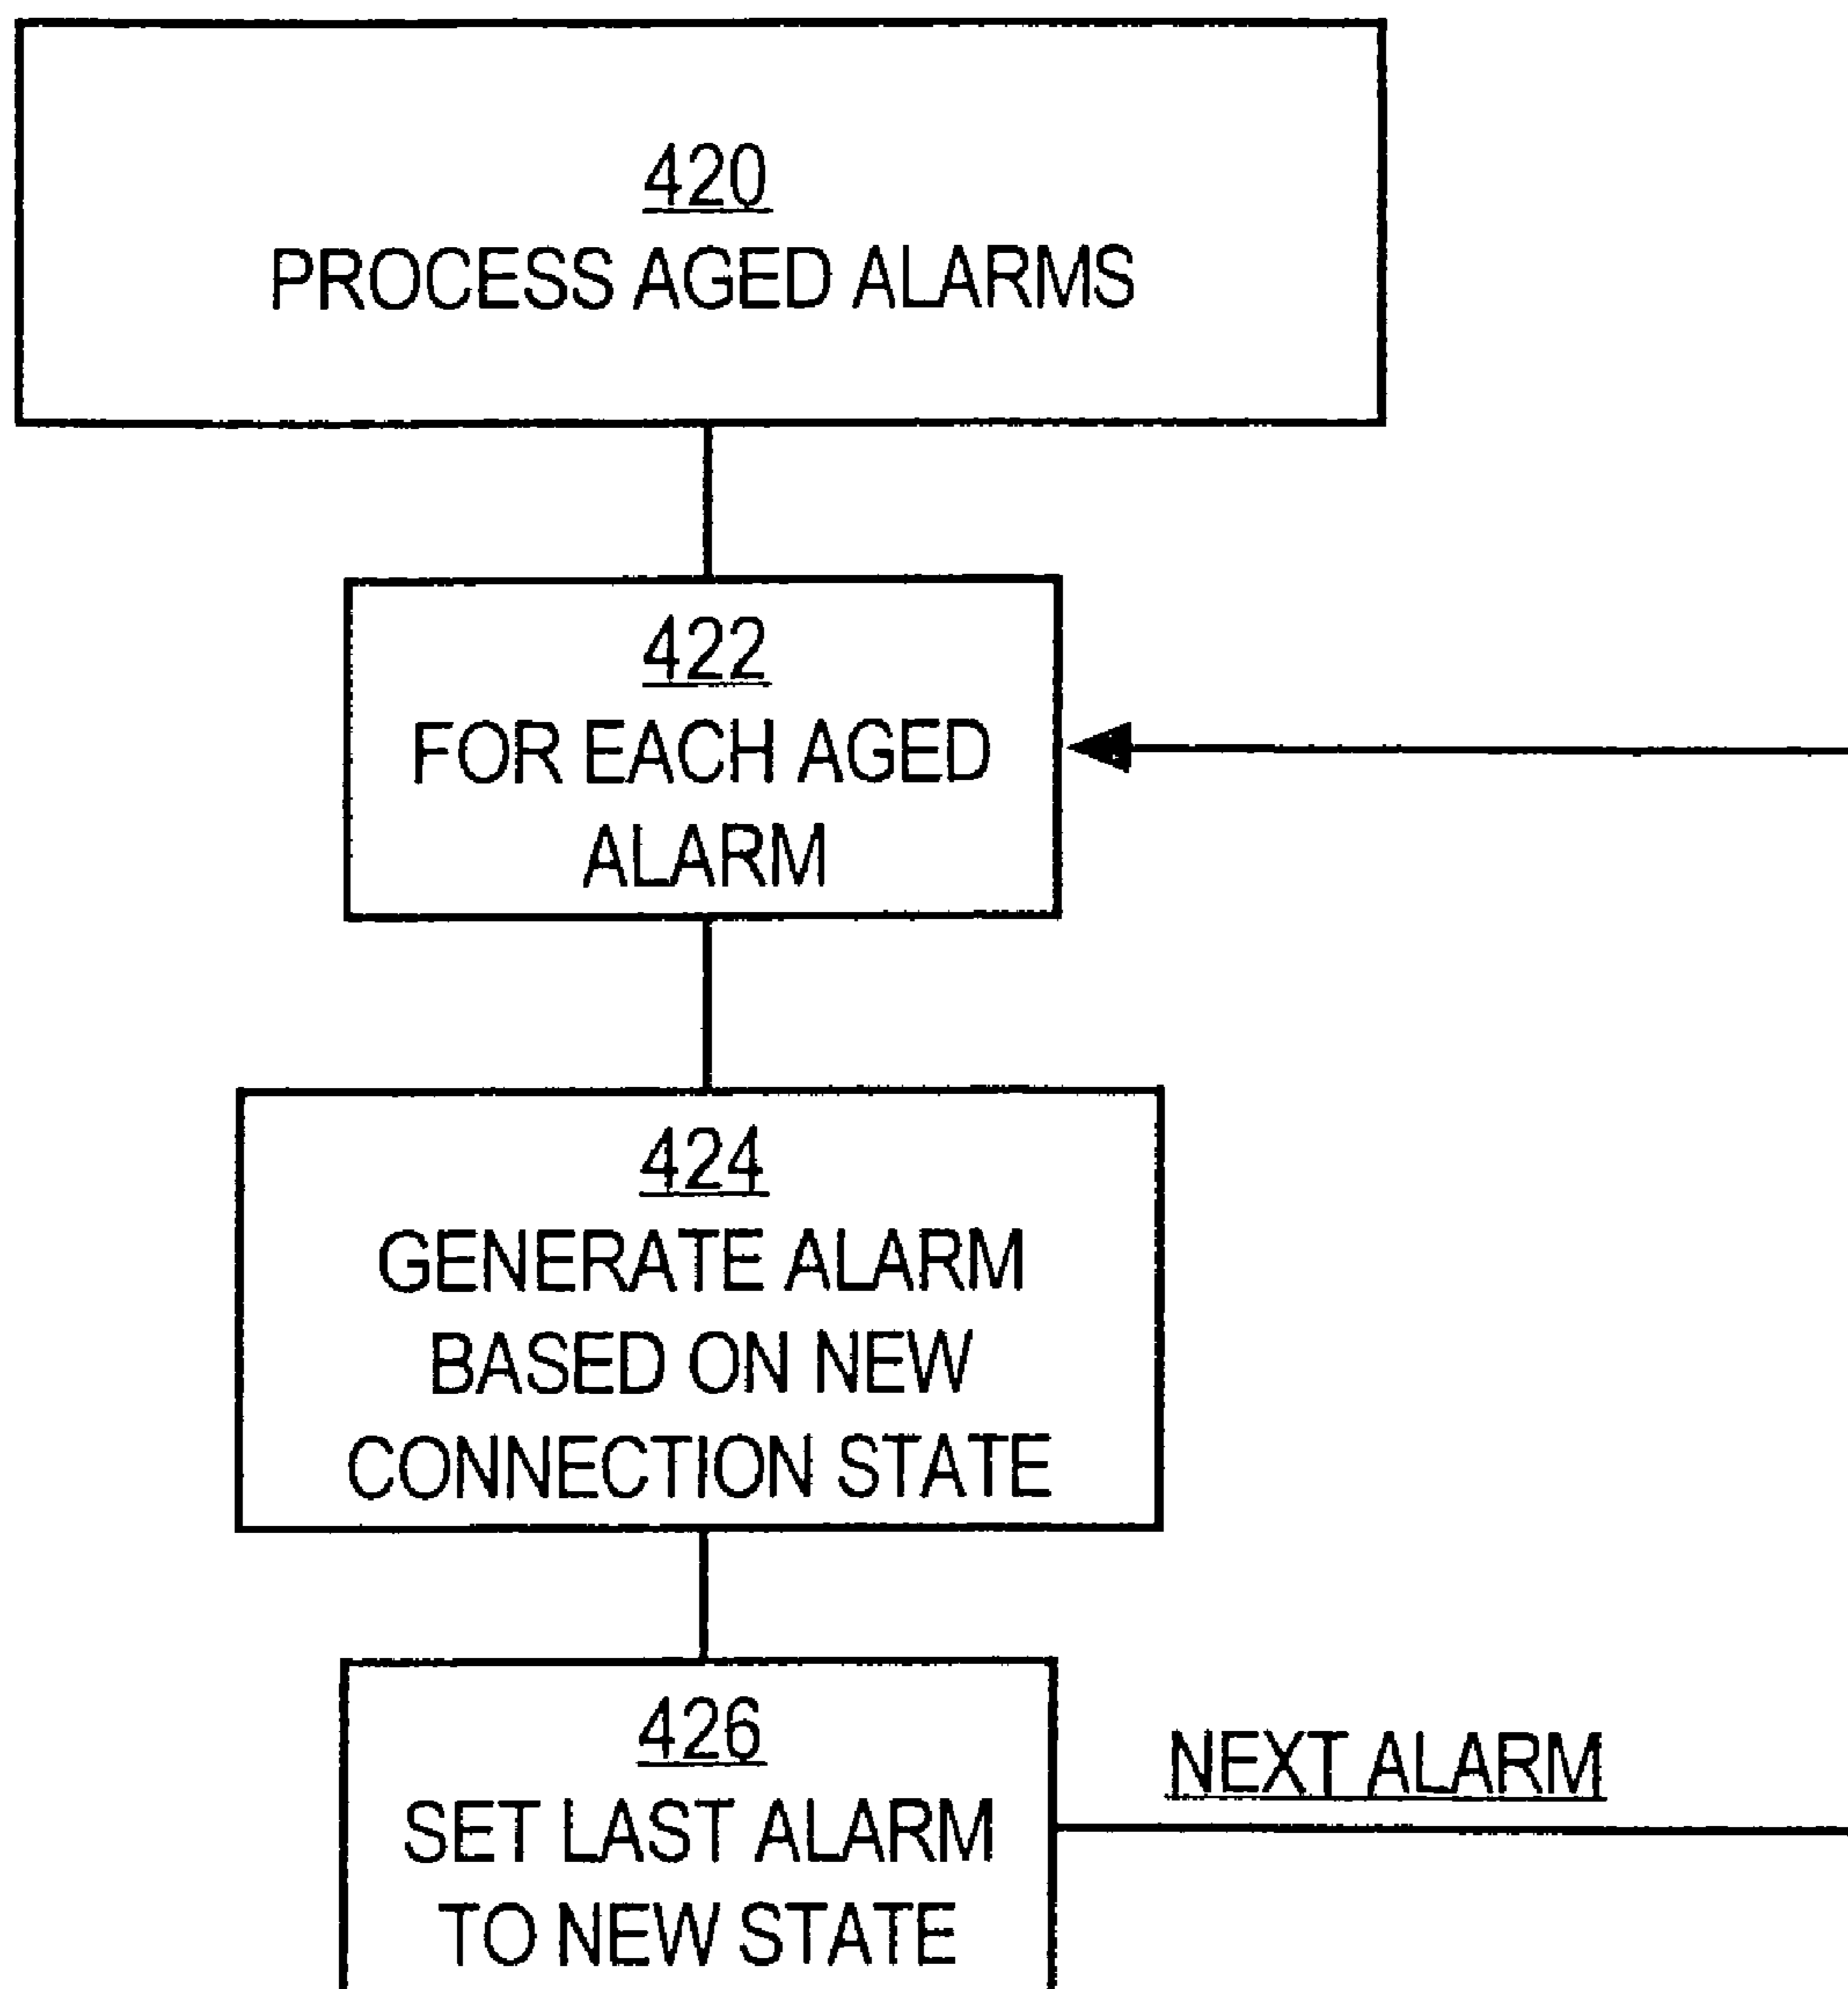 420
PROCESS AGED ALARMS
422
FOR EACH AGED
ALARM
424
GENERATE ALARM
BASED ON NEW
CONNECTION STATE
426
SET LAST ALARM
TO NEW STATE
NEXT ALARM